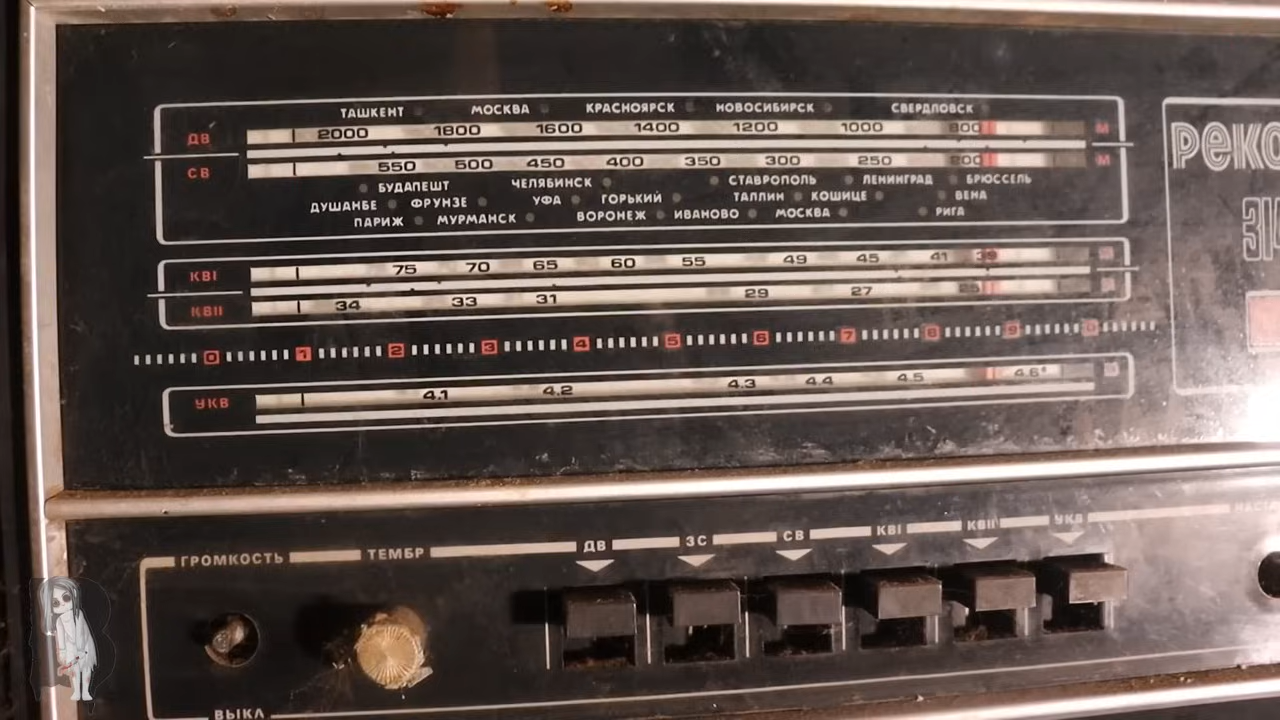 ТАШКЕНТ МОСКВА КРАСНОЯРСК НОВОСИБИРСК СВЕРДЛОВСК
ДВ 2000 1800 1600 1400 1200 1000 800 М
СВ 550 500 450 400 350 300 250 200 М
БУДАПЕШТ ЧЕЛЯБИНСК СТАВРОПОЛЬ ЛЕНИНГРАД БРЮССЕЛЬ
ДУШАНБЕ ФРУНЗЕ УФА ГОРЬКИЙ ТАЛЛИН КОШИЦЕ ВЕНА
ПАРИЖ МУРМАНСК ВОРОНЕЖ ИВАНОВО МОСКВА РИГА
КВI 75 70 65 60 55 49 45 41 39 М
КВII 34 33 31 29 27 25 М
0 1 2 3 4 5 6 7 8 9 0
УКВ 4.1 4.2 4.3 4.4 4.5 4.6 М
ГРОМКОСТЬ ТЕМБР ДВ ЗС СВ КВI КВII УКВ
ВЫКЛ